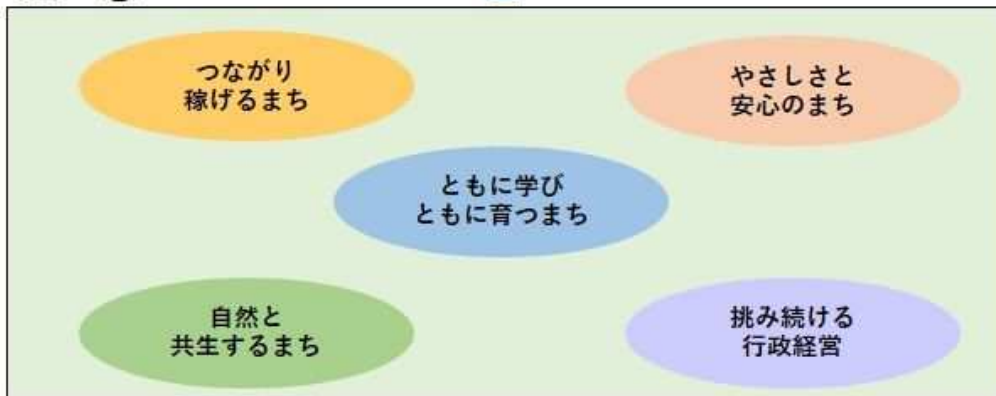 つながり
稼げるまち
やさしさと
安心のまち
ともに学び
ともに育つまち
自然と
共生するまち
挑み続ける
行政経営